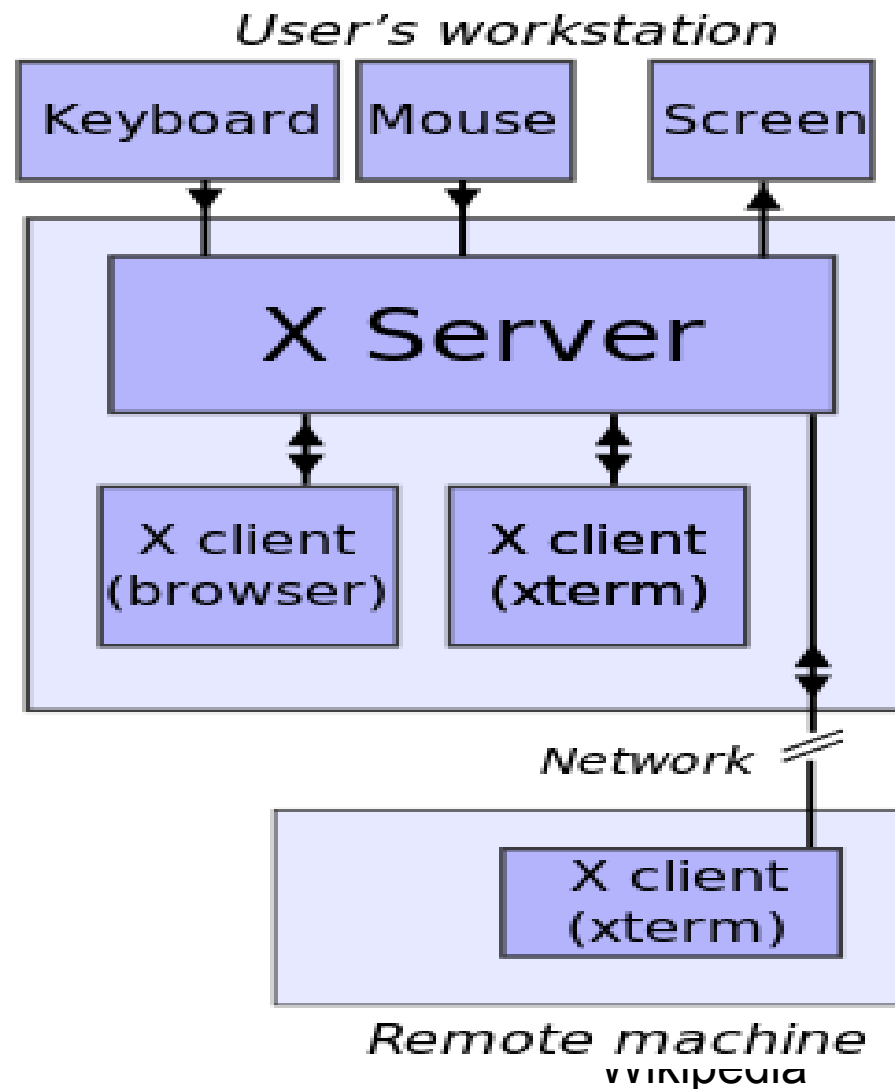 User's workstation
Keyboard
Mouse
Screen
X Server
X client
(browser)
X client
(xterm)
Network
X client
(xterm)
Remote machine
Wikipedia